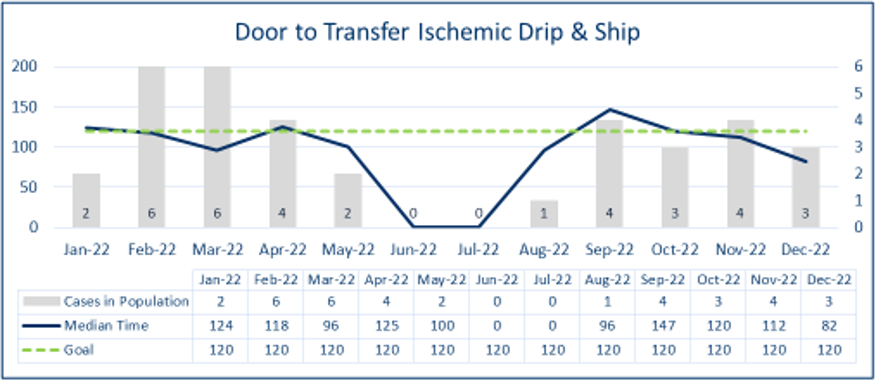 Door to Transfer Ischemic Drip & Ship
200 6
5
150 4
100 3
2
50 1
0 2 6 6 4 2 0 0 1 4 3 4 3 0
Jan-22 Feb-22 Mar-22 Apr-22 May-22 Jun-22 Jul-22 Aug-22 Sep-22 Oct-22 Nov-22 Dec-22
Jan-22 Feb-22 Mar-22 Apr-22 May-22 Jun-22 Jul-22 Aug-22 Sep-22 Oct-22 Nov-22 Dec-22
Cases in Population 2 6 6 4 2 0 0 1 4 3 4 3
Median Time 124 118 96 125 100 0 0 96 147 120 112 82
Goal 120 120 120 120 120 120 120 120 120 120 120 120